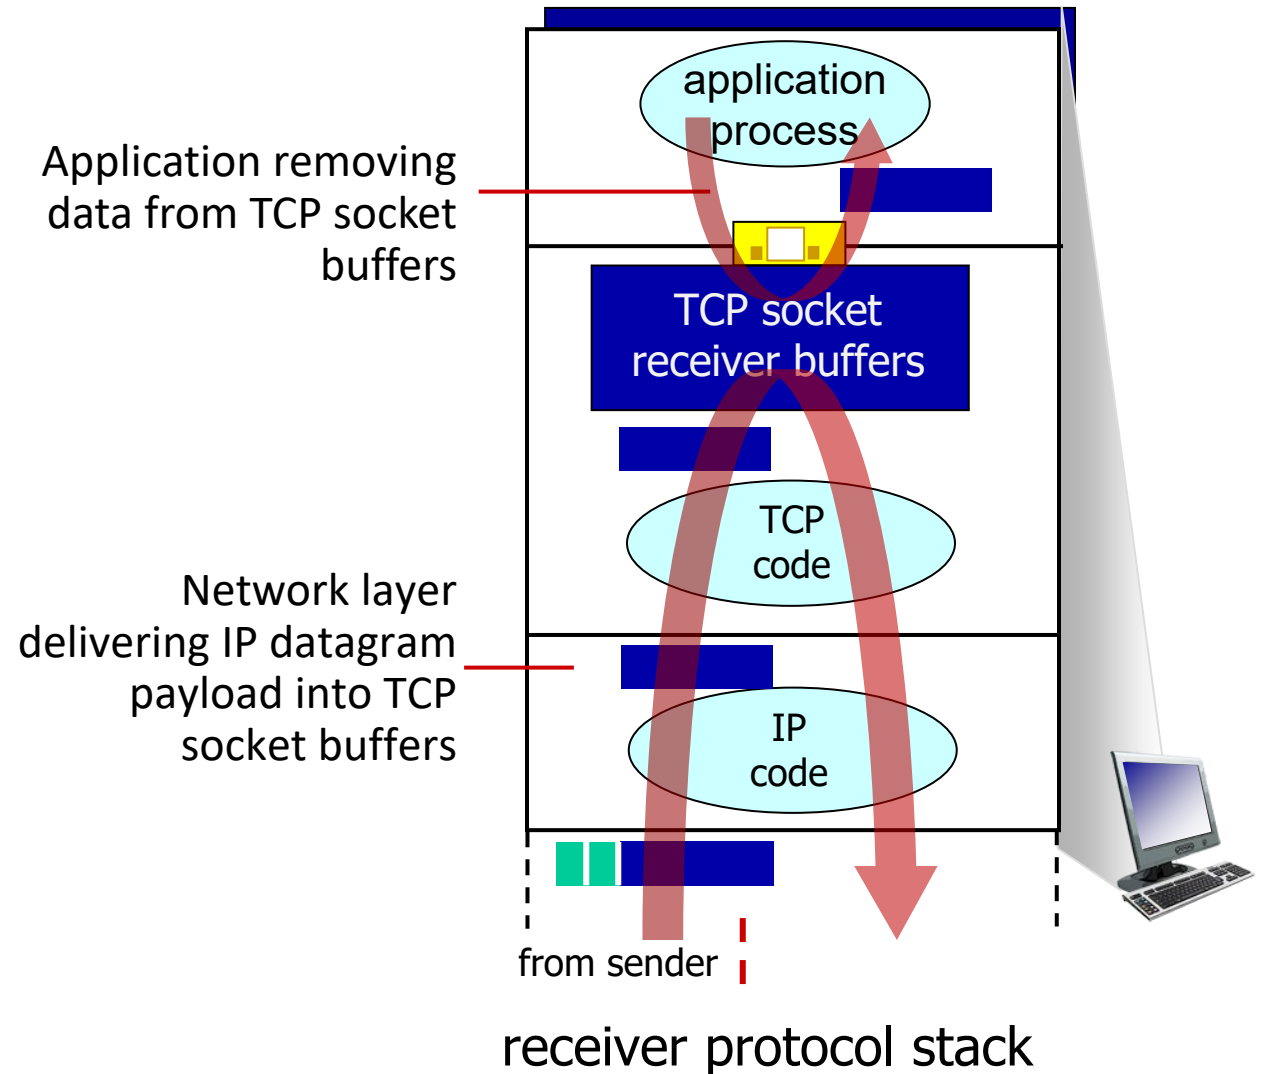 application
process
Application removing
data from TCP socket
buffers
TCP socket
receiver buffers
TCP
code
Network layer
delivering IP datagram
payload into TCP
socket buffers
IP
code
from sender
receiver protocol stack